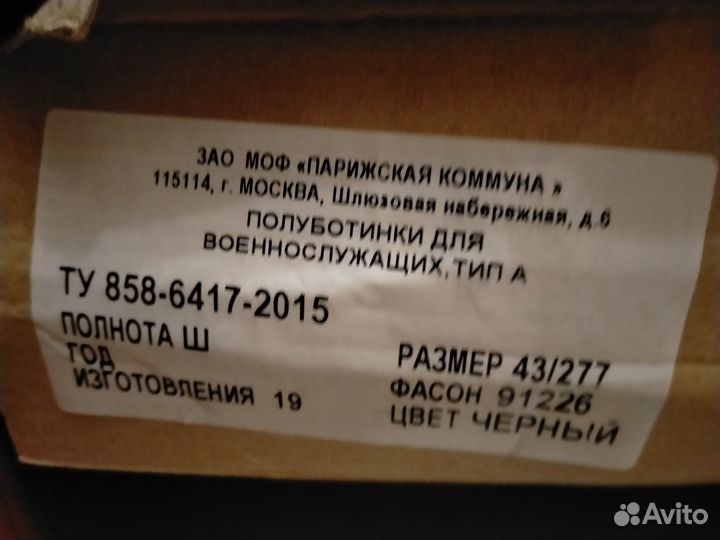 ЗАО МОФ «ПАРИЖСКАЯ КОММУНА »
115114, г. МОСКВА, Шлюзовая набережная, д.6
ПОЛУБОТИНКИ ДЛЯ
ВОЕННОСЛУЖАЩИХ,ТИП А
ТУ 858-6417-2015
ПОЛНОТА Ш
РАЗМЕР 43/277
ГОД
ИЗГОТОВЛЕНИЯ 19
ФАСОН 91226
ЦВЕТ ЧЕРНЫЙ
Avito